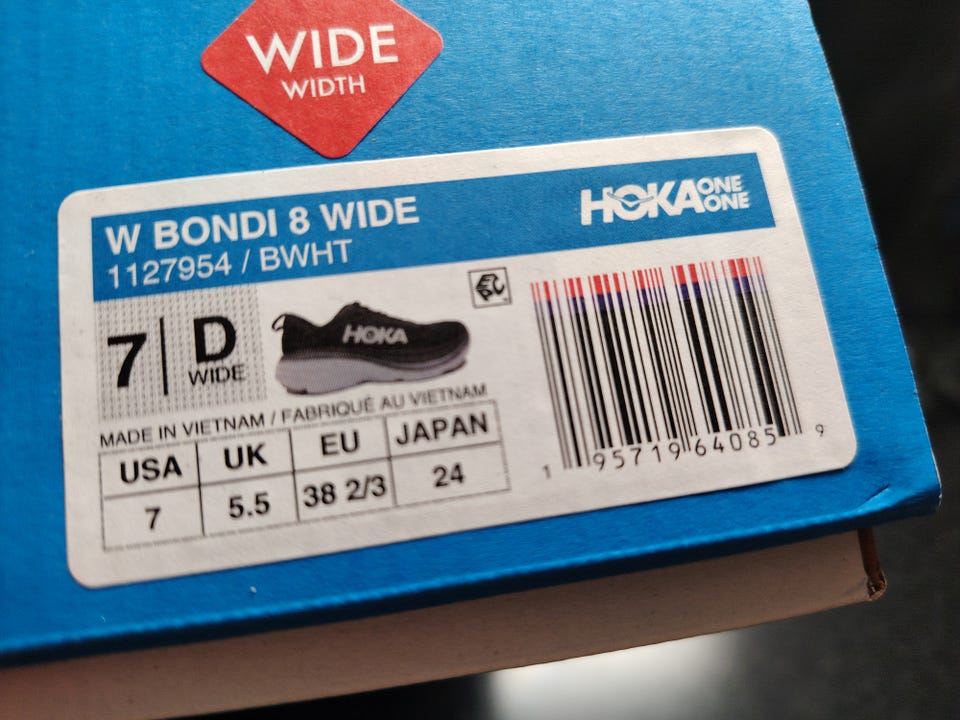 WIDE
WIDTH
W BONDI 8 WIDE
1127954 / BWHT
HOKA ONE ONE
7 | D
WIDE
HOKA
MADE IN VIETNAM / FABRIQUÉ AU VIETNAM
USA UK EU JAPAN
7 5.5 38 2/3 24
1 95719 64085 9